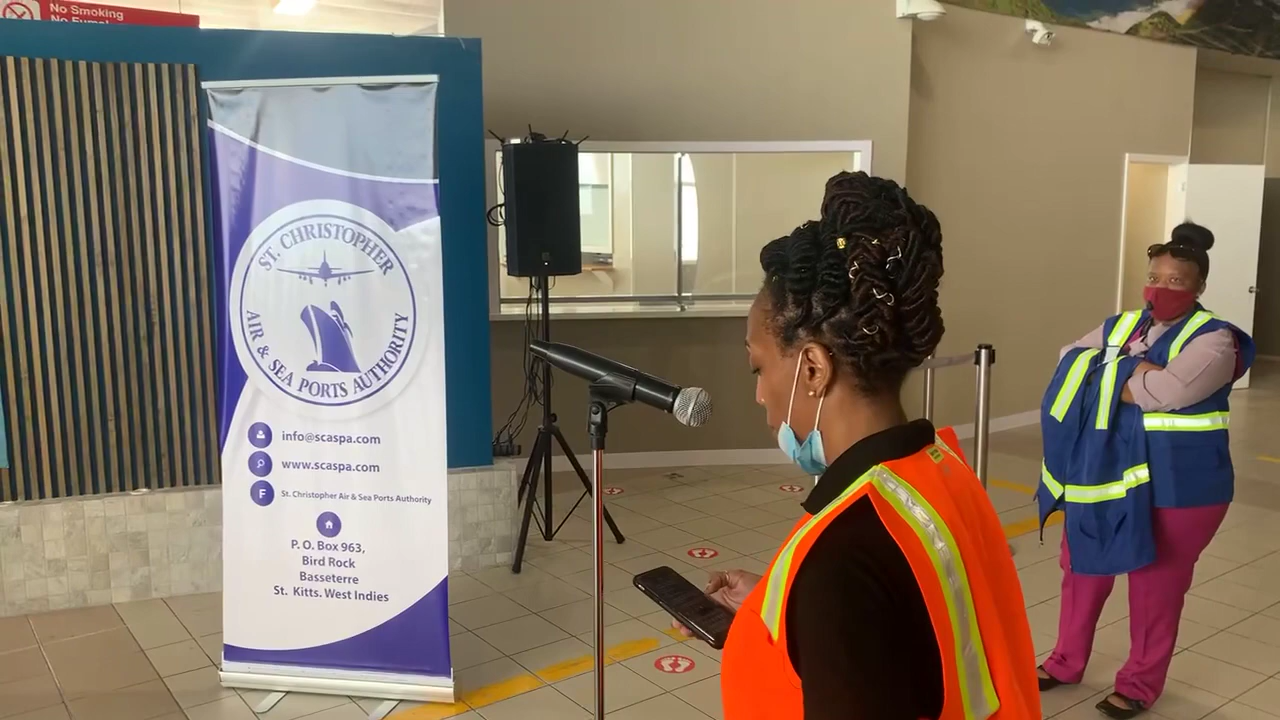 No Smoking
No Fumar
ST. CHRISTOPHER
AIR & SEA PORTS AUTHORITY
info@scaspa.com
www.scaspa.com
F St. Christopher Air & Sea Ports Authority
P. O. Box 963,
Bird Rock
Basseterre
St. Kitts. West Indies